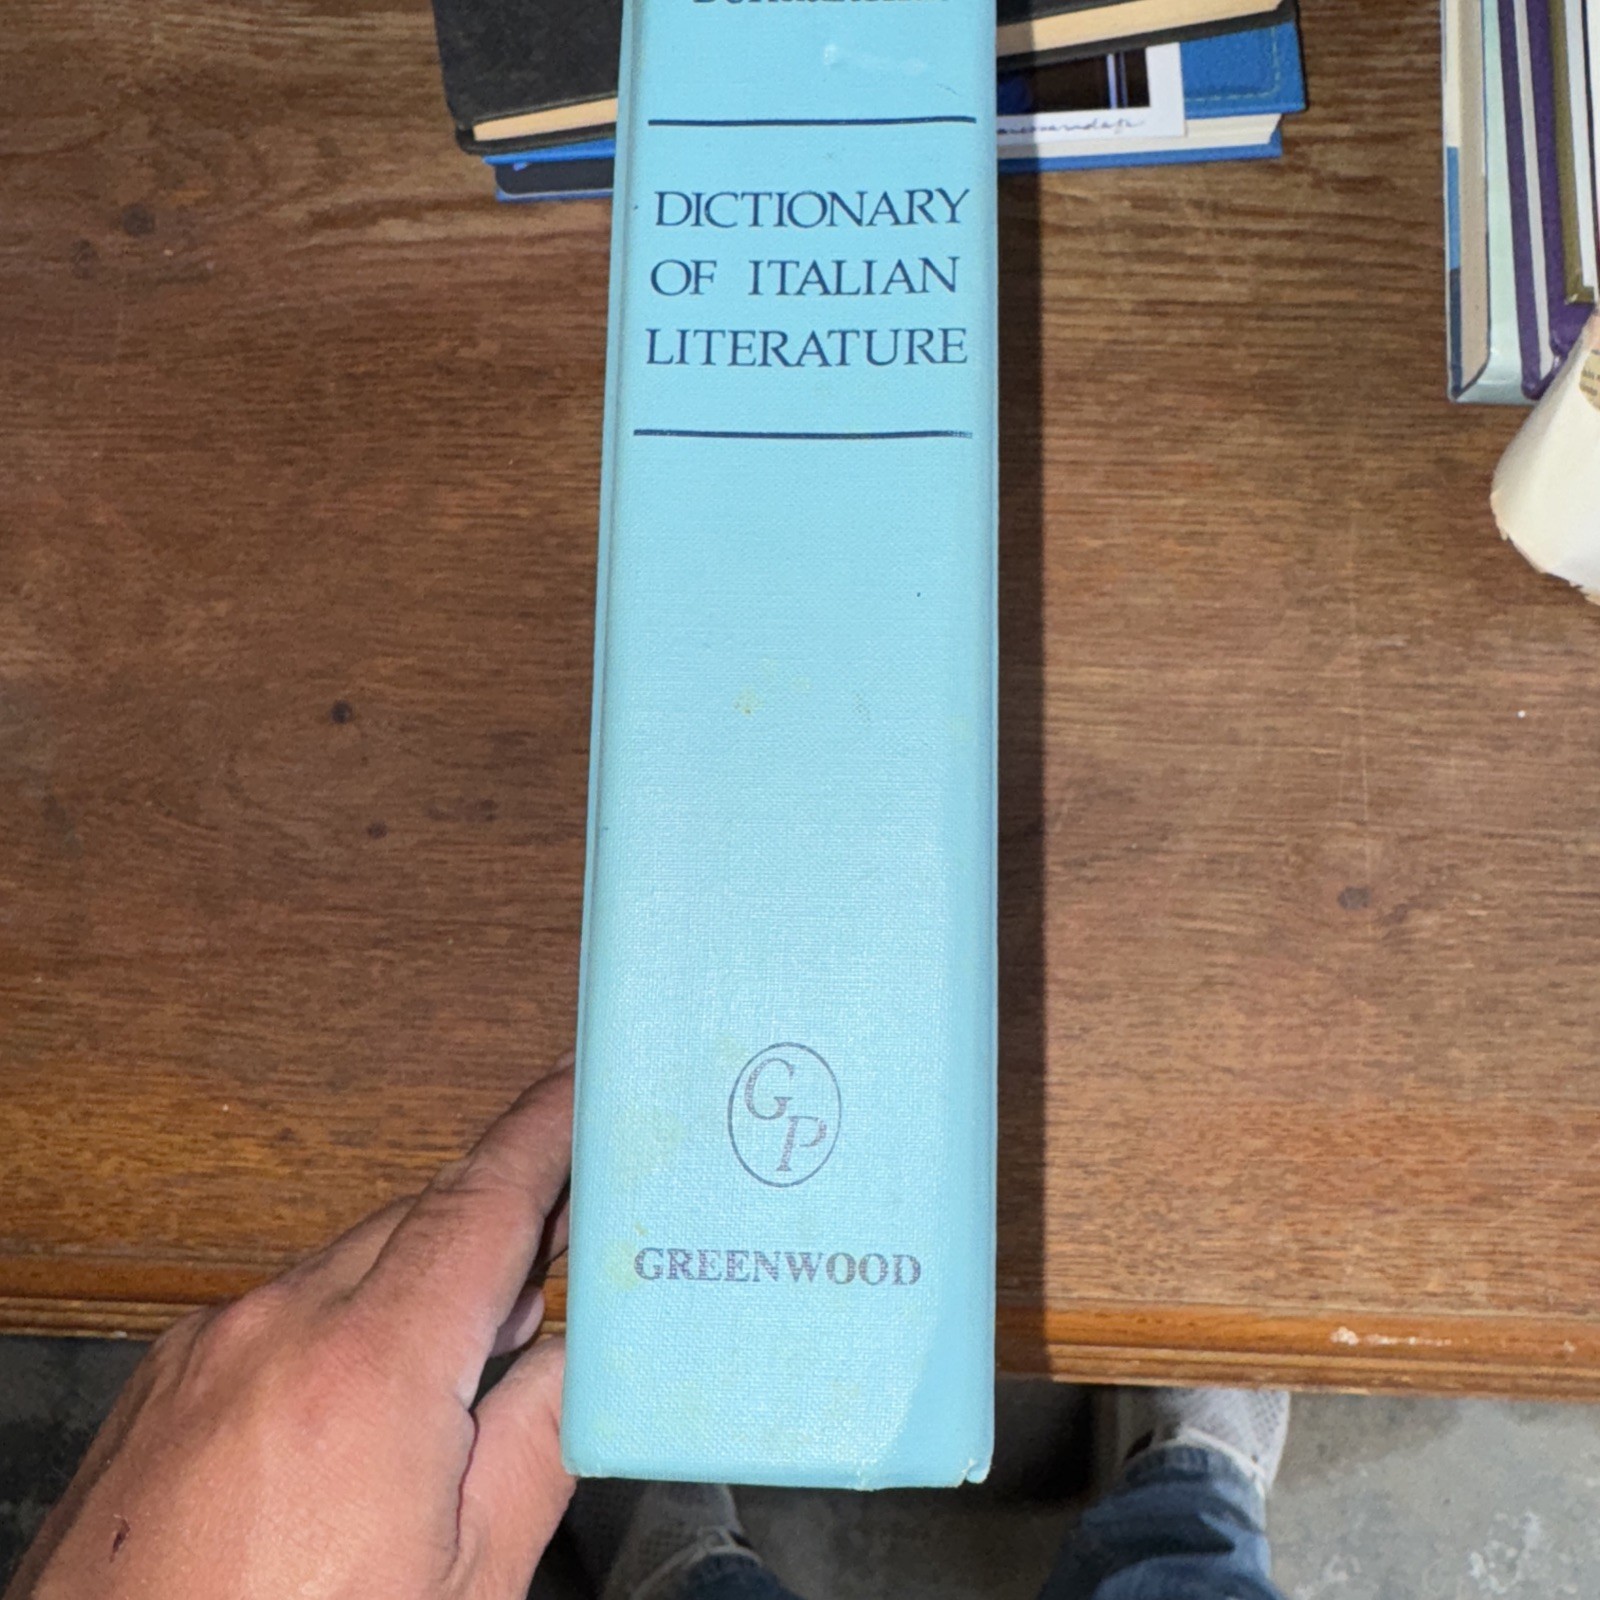 DICTIONARY
OF ITALIAN
LITERATURE
GP
GREENWOOD